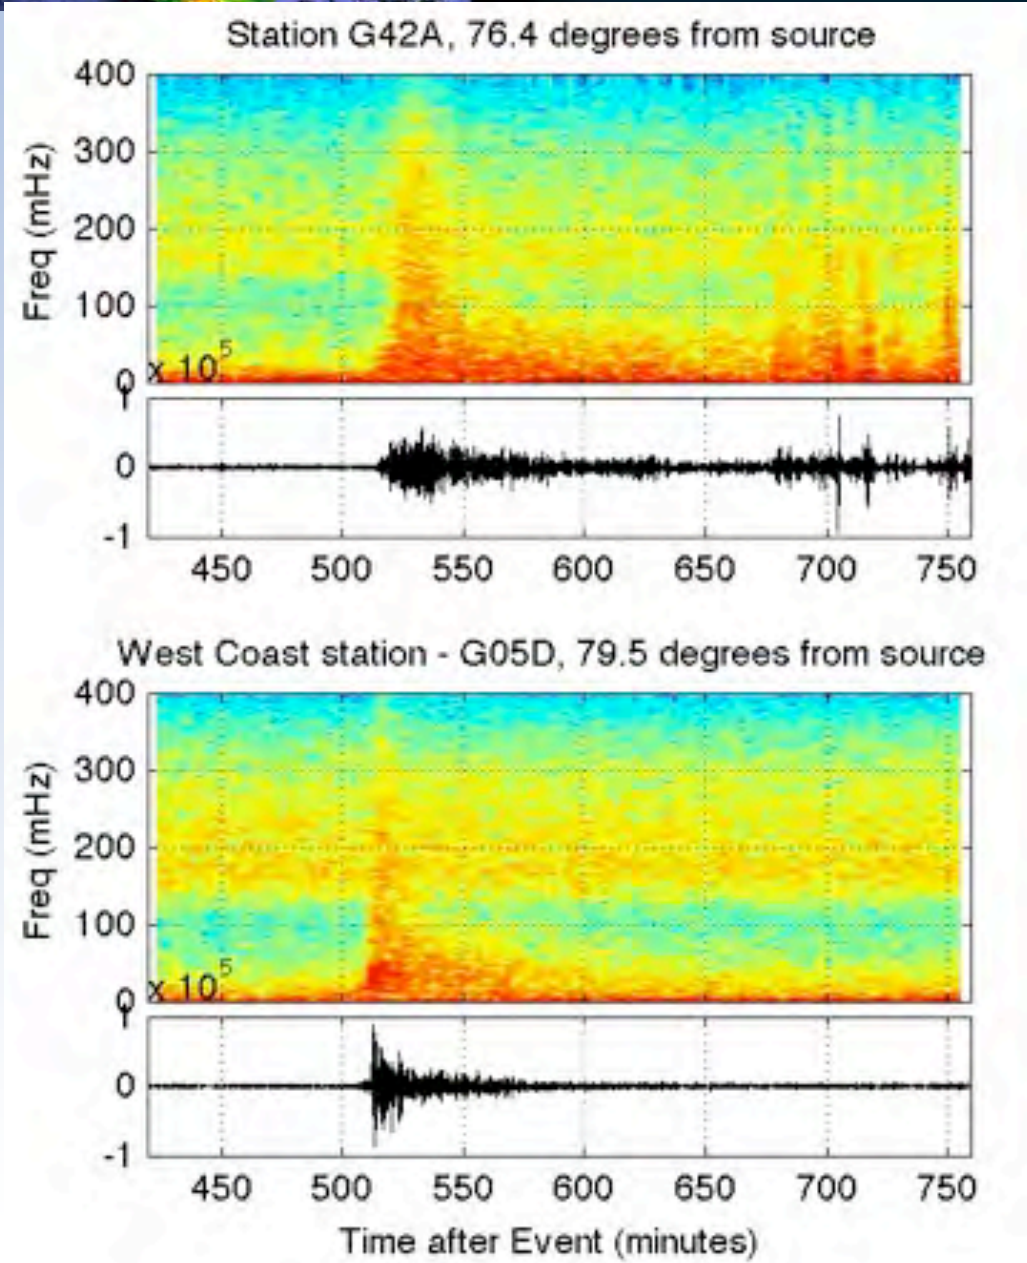 Station G42A, 76.4 degrees from source
Freq (mHz)
400
300
200
100
0
x 10^5
1
0
-1
450 500 550 600 650 700 750
West Coast station - G05D, 79.5 degrees from source
Freq (mHz)
400
300
200
100
0
x 10^5
1
0
-1
450 500 550 600 650 700 750
Time after Event (minutes)